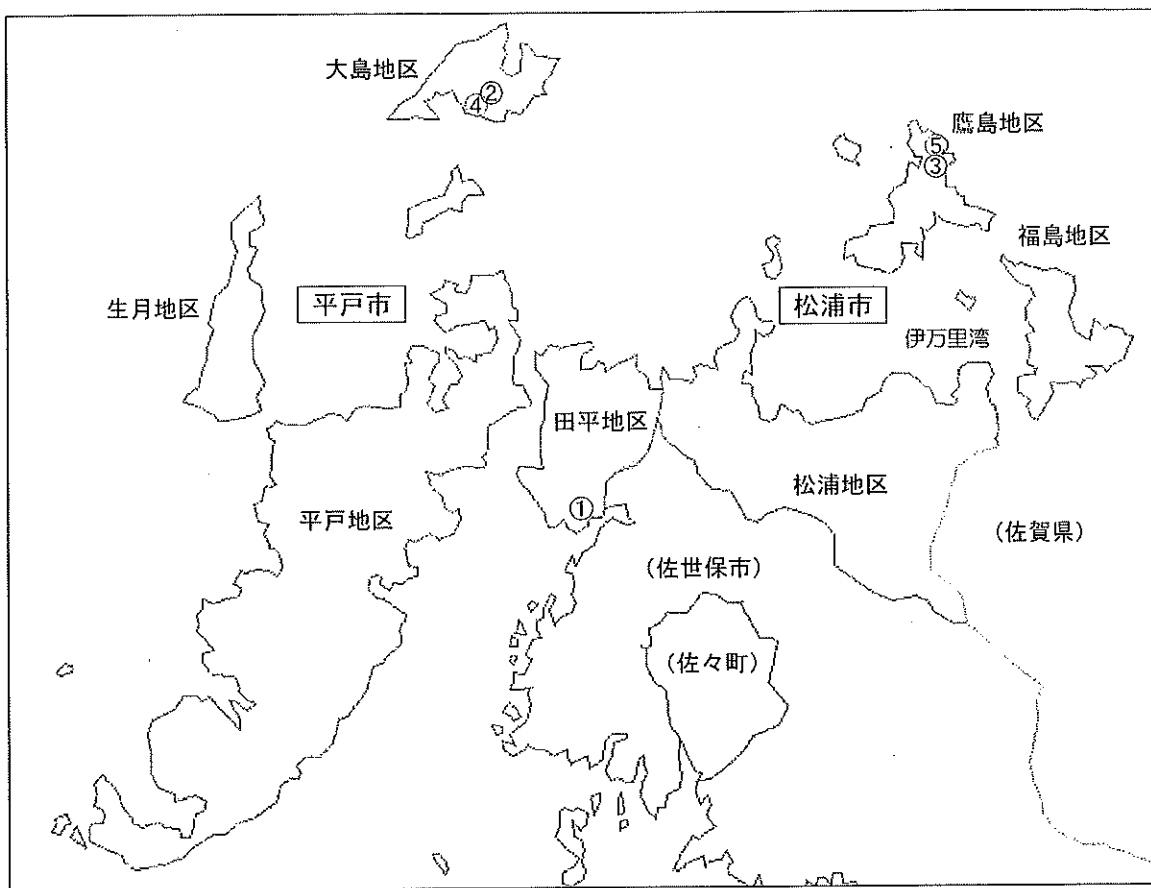 大島地区
②
④
鷹島地区
⑤
③
福島地区
生月地区
平戸市
松浦市
伊万里湾
田平地区
松浦地区
平戸地区
①
(佐賀県)
(佐世保市)
(佐々町)